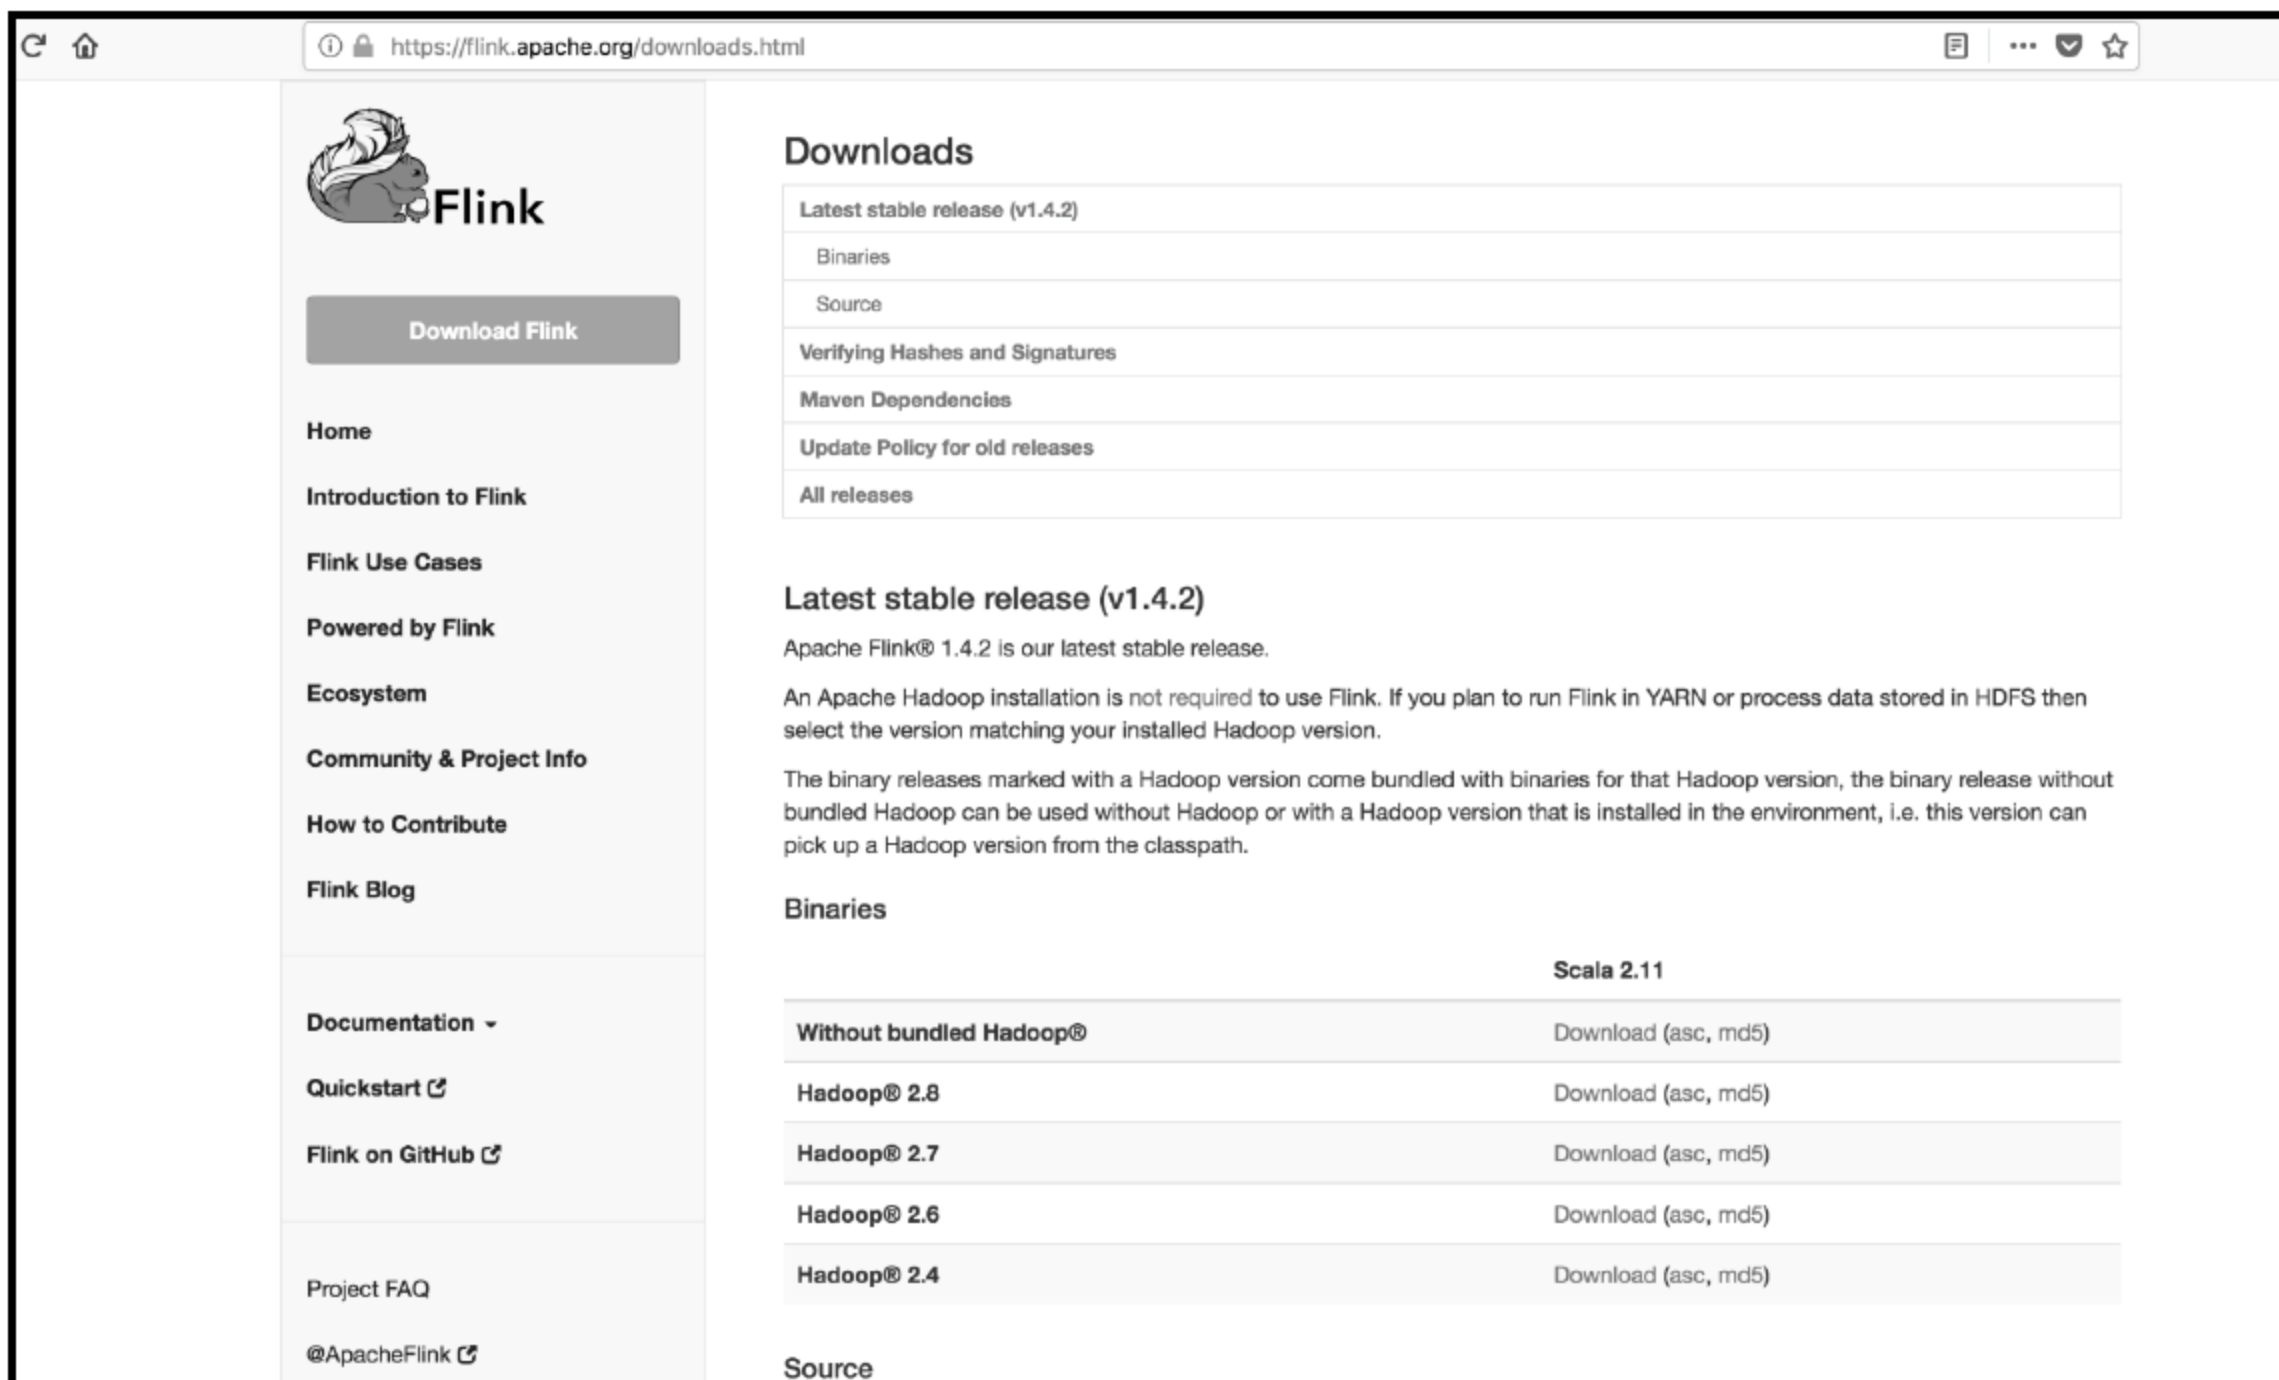 https://flink.apache.org/downloads.html
Flink
Download Flink
Home
Introduction to Flink
Flink Use Cases
Powered by Flink
Ecosystem
Community & Project Info
How to Contribute
Flink Blog
Documentation
Quickstart
Flink on GitHub
Project FAQ
@ApacheFlink
Downloads
Latest stable release (v1.4.2)
Binaries
Source
Verifying Hashes and Signatures
Maven Dependencies
Update Policy for old releases
All releases
Latest stable release (v1.4.2)
Apache Flink® 1.4.2 is our latest stable release.
An Apache Hadoop installation is not required to use Flink. If you plan to run Flink in YARN or process data stored in HDFS then
select the version matching your installed Hadoop version.
The binary releases marked with a Hadoop version come bundled with binaries for that Hadoop version, the binary release without
bundled Hadoop can be used without Hadoop or with a Hadoop version that is installed in the environment, i.e. this version can
pick up a Hadoop version from the classpath.
Binaries
Scala 2.11
Without bundled Hadoop® Download (asc, md5)
Hadoop® 2.8 Download (asc, md5)
Hadoop® 2.7 Download (asc, md5)
Hadoop® 2.6 Download (asc, md5)
Hadoop® 2.4 Download (asc, md5)
Source